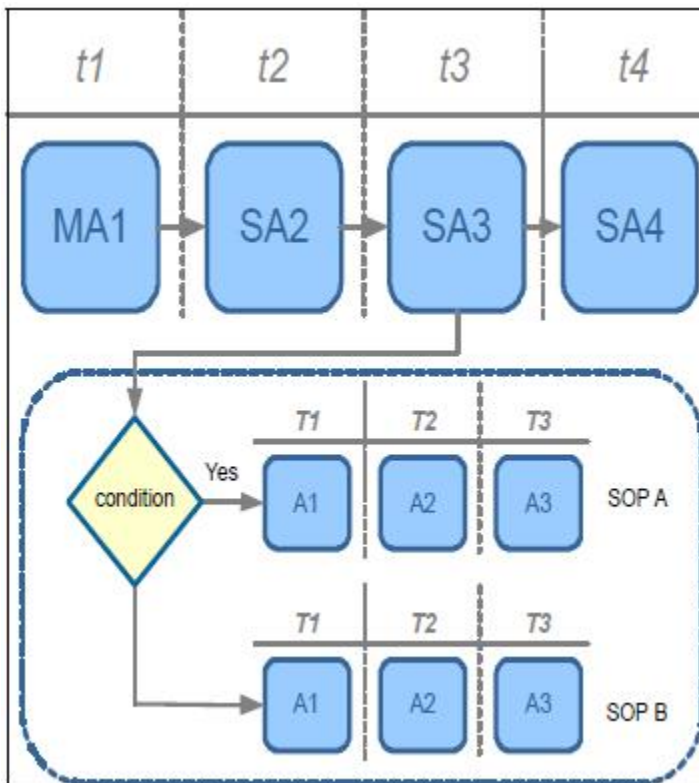 t1 t2 t3 t4
MA1 SA2 SA3 SA4
T1 T2 T3
Yes
condition A1 A2 A3 SOP A
T1 T2 T3
A1 A2 A3 SOP B